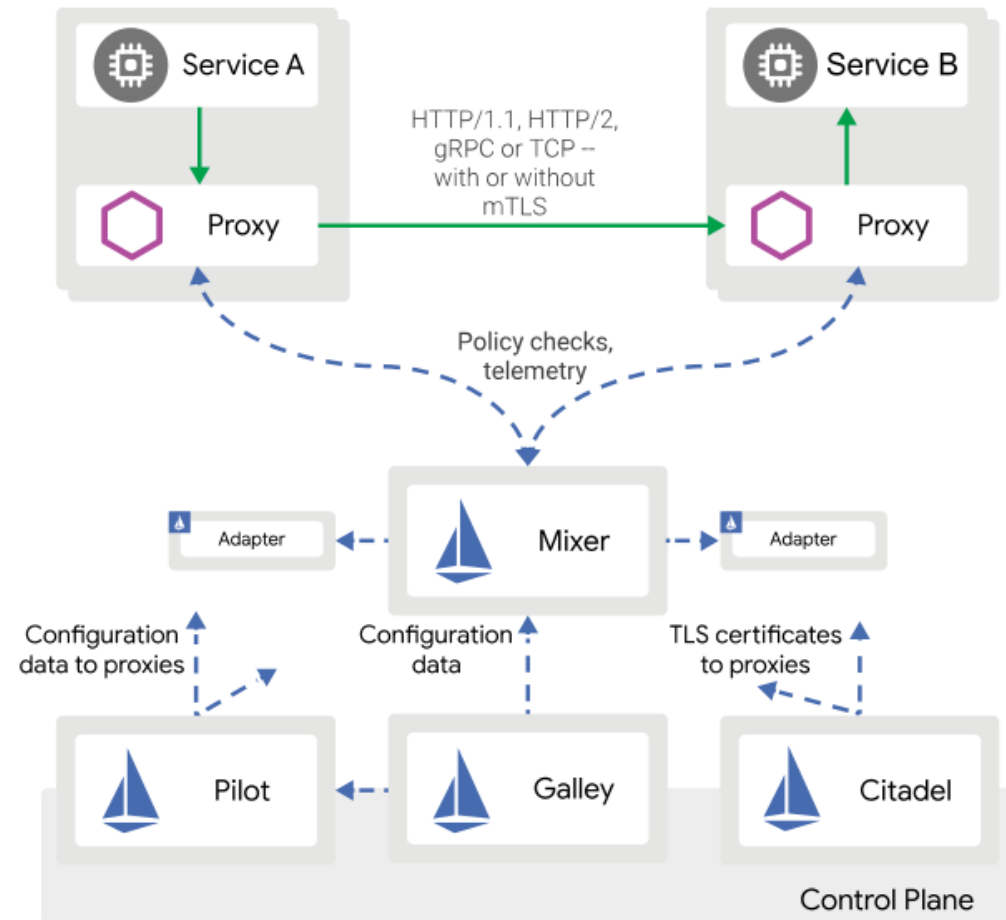 Service A
Service B
HTTP/1.1, HTTP/2,
gRPC or TCP --
with or without
mTLS
Proxy
Proxy
Policy checks,
telemetry
Mixer
Adapter
Adapter
Configuration
data to proxies
Configuration
data
TLS certificates
to proxies
Pilot
Galley
Citadel
Control Plane